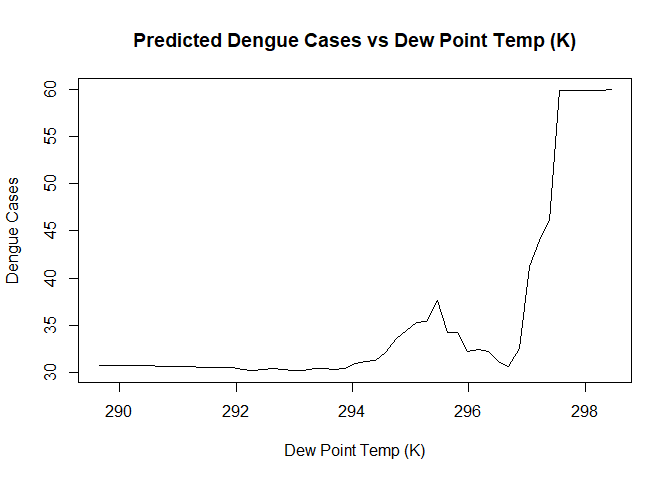 Predicted Dengue Cases vs Dew Point Temp (K)
60
55
50
45
40
35
30
Dengue Cases
290 292 294 296 298
Dew Point Temp (K)